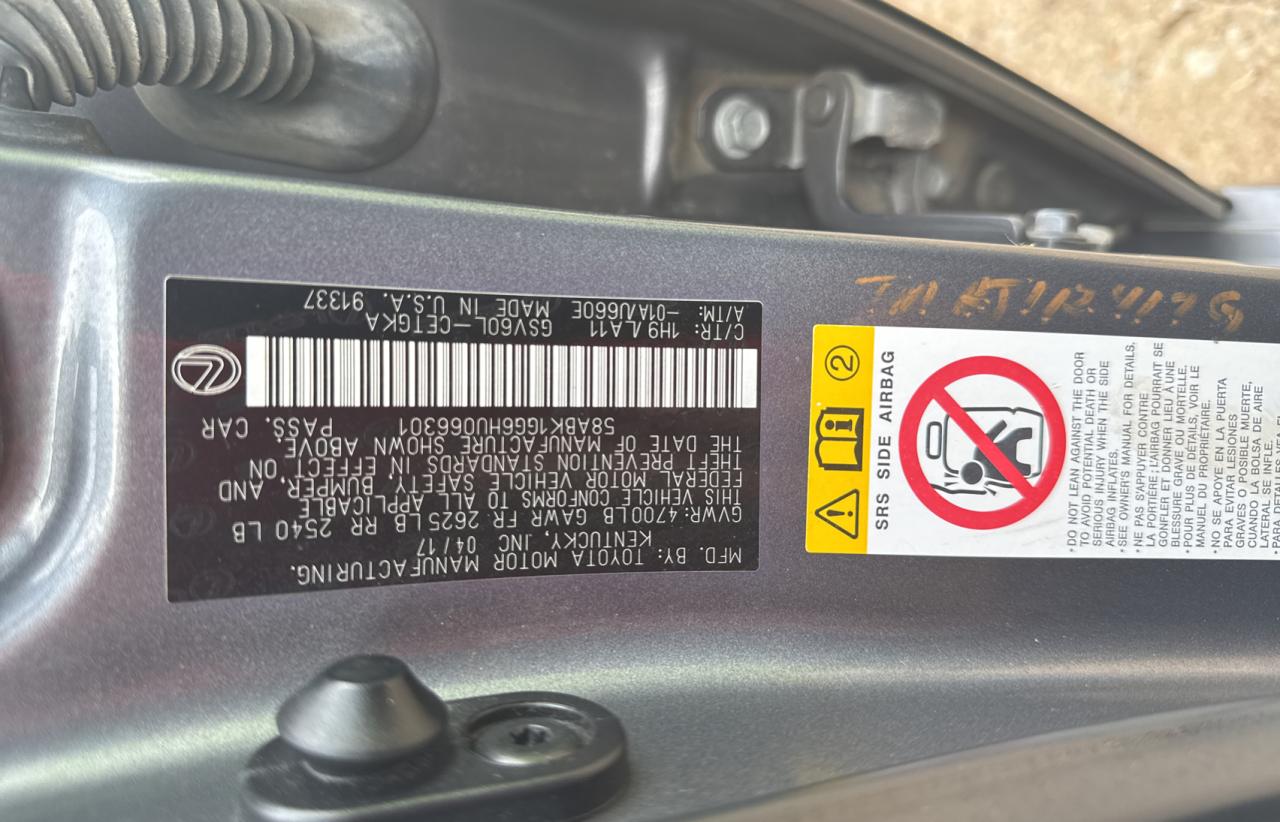 MFD. BY: TOYOTA MOTOR MANUFACTURING.
KENTUCKY, INC 04/17
GVWR: 4700LB GAWR FR 2625LB RR 2540 LB
THIS VEHICLE CONFORMS TO ALL APPLICABLE
FEDERAL MOTOR VEHICLE SAFETY, BUMPER, AND
THEFT PREVENTION STANDARDS IN EFFECT ON
THE DATE OF MANUFACTURE SHOWN ABOVE.
58ABK1GG6HU066301 PASS. CAR
C/TR: 1H9 /LA11 GSV60L-CETGKA
A/TM: -01A/U660E MADE IN U.S.A. 91337
2
SRS SIDE AIRBAG
• DO NOT LEAN AGAINST THE DOOR
TO AVOID POTENTIAL DEATH OR
SERIOUS INJURY WHEN THE SIDE
AIRBAG INFLATES.
• SEE OWNER'S MANUAL FOR DETAILS.
• NE PAS S'APPUYER CONTRE
LA PORTIÈRE: L'AIRBAG POURRAIT SE
GONFLER ET DONNER LIEU À UNE
BLESSURE GRAVE OU MORTELLE.
• POUR PLUS DE DÉTAILS, VOIR LE
MANUEL DU PROPRIÉTAIRE.
• NO SE APOYE EN LA PUERTA
PARA EVITAR LESIONES
GRAVES O POSIBLE MUERTE,
CUANDO LA BOLSA DE AIRE
LATERAL SE INFLE.